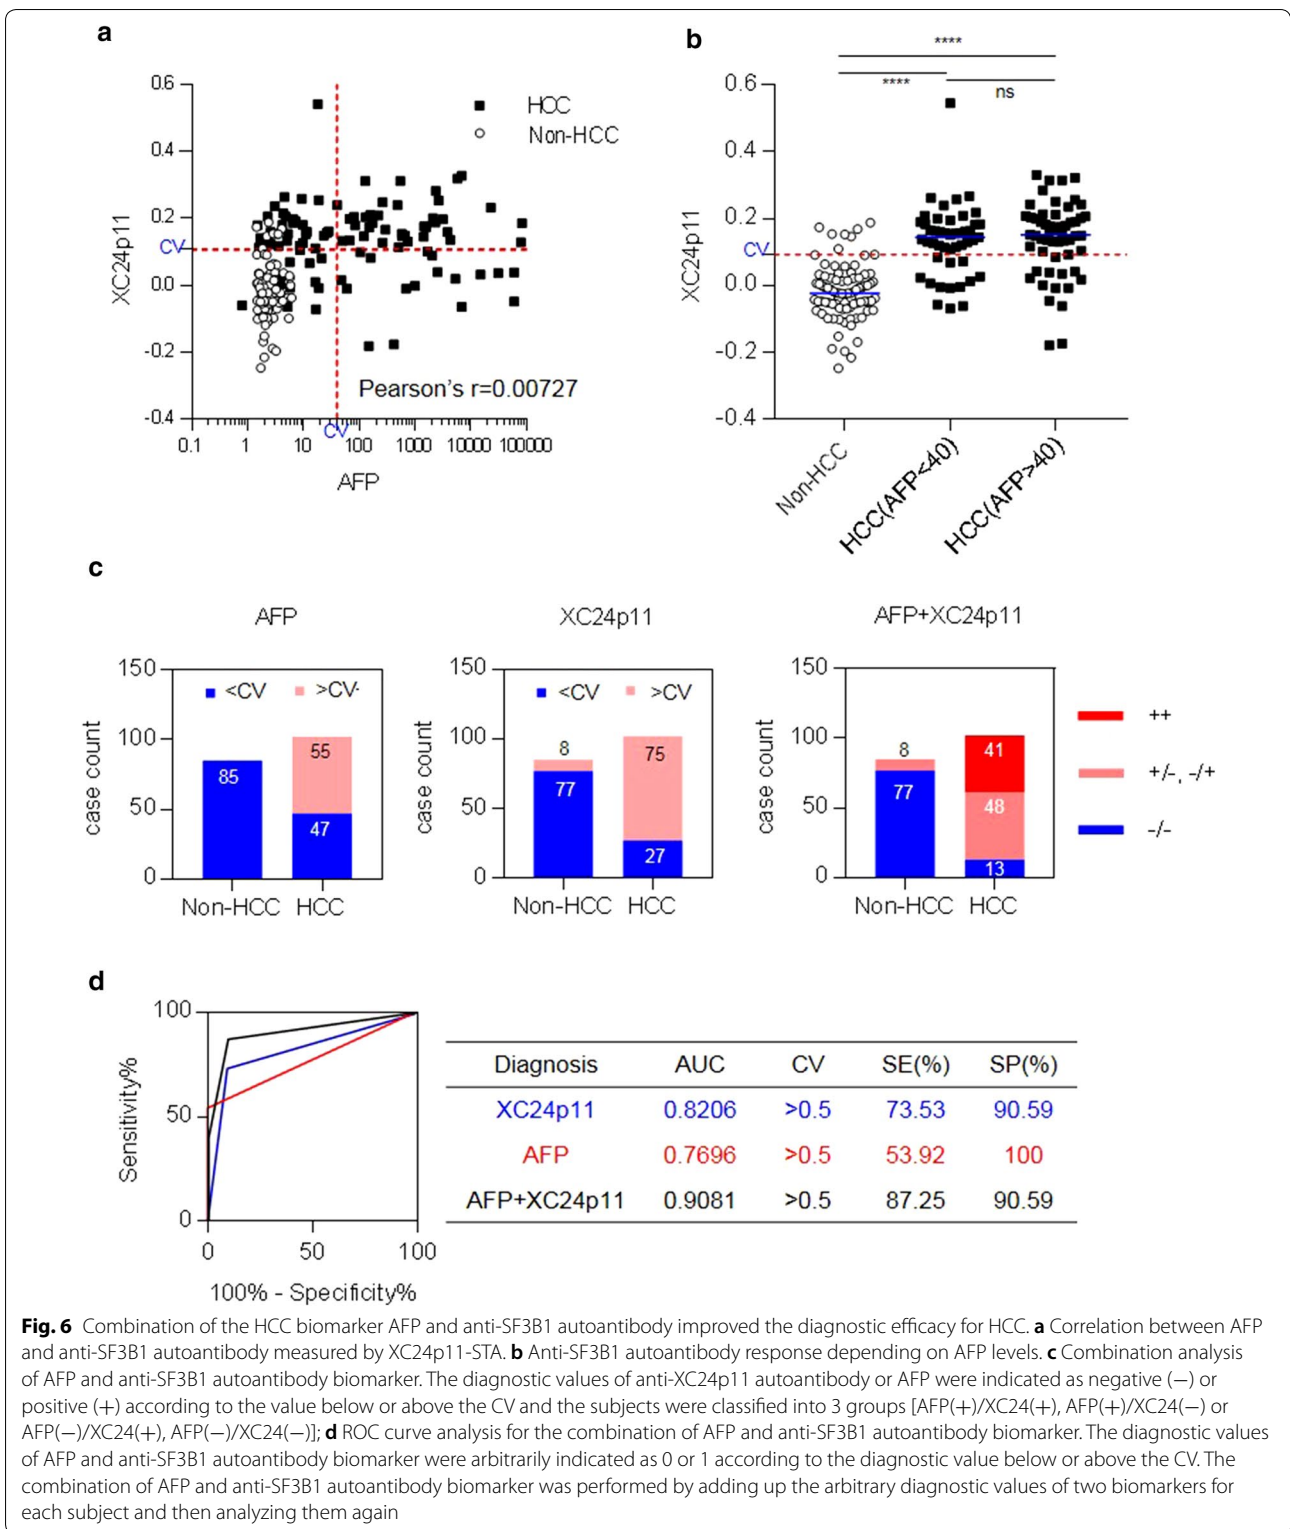 a
0.6
0.4
0.2
0.0
-0.2
-0.4
XC24p11
CV
HCC
Non-HCC
Pearson's r=0.00727
CV
0.1 1 10 100 1000 10000 100000
AFP
b
****
**** ns
0.6
0.4
0.2
0.0
-0.2
-0.4
XC24p11
CV
Non-HCC
HCC(AFP<40)
HCC(AFP>40)
c
AFP
150
100
50
0
case count
<CV >CV
85
55
47
Non-HCC HCC
XC24p11
150
100
50
0
case count
<CV >CV
8
77
75
27
Non-HCC HCC
AFP+XC24p11
150
100
50
0
case count
8
77
41
48
13
Non-HCC HCC
++
+/-, -/+
-/-
d
100
50
0
Sensitivity%
0 50 100
100% - Specificity%
Diagnosis AUC CV SE(%) SP(%)
XC24p11 0.8206 >0.5 73.53 90.59
AFP 0.7696 >0.5 53.92 100
AFP+XC24p11 0.9081 >0.5 87.25 90.59
Fig. 6 Combination of the HCC biomarker AFP and anti-SF3B1 autoantibody improved the diagnostic efficacy for HCC. a Correlation between AFP
and anti-SF3B1 autoantibody measured by XC24p11-STA. b Anti-SF3B1 autoantibody response depending on AFP levels. c Combination analysis
of AFP and anti-SF3B1 autoantibody biomarker. The diagnostic values of anti-XC24p11 autoantibody or AFP were indicated as negative (−) or
positive (+) according to the value below or above the CV and the subjects were classified into 3 groups [AFP(+)/XC24(+), AFP(+)/XC24(−) or
AFP(−)/XC24(+), AFP(−)/XC24(−)]; d ROC curve analysis for the combination of AFP and anti-SF3B1 autoantibody biomarker. The diagnostic values
of AFP and anti-SF3B1 autoantibody biomarker were arbitrarily indicated as 0 or 1 according to the diagnostic value below or above the CV. The
combination of AFP and anti-SF3B1 autoantibody biomarker was performed by adding up the arbitrary diagnostic values of two biomarkers for
each subject and then analyzing them again